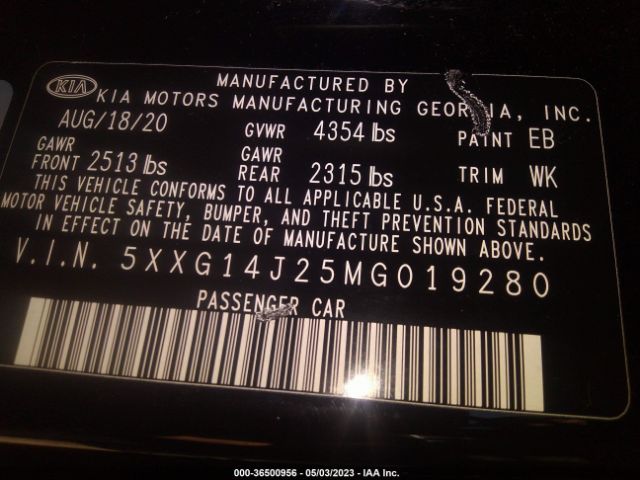 KIA
MANUFACTURED BY
KIA MOTORS MANUFACTURING GEORGIA, INC.
AUG/18/20 GVWR 4354 lbs PAINT EB
GAWR FRONT 2513 lbs GAWR REAR 2315 lbs TRIM WK
THIS VEHICLE CONFORMS TO ALL APPLICABLE U.S.A. FEDERAL
MOTOR VEHICLE SAFETY, BUMPER, AND THEFT PREVENTION STANDARDS
IN EFFECT ON THE DATE OF MANUFACTURE SHOWN ABOVE.
V.I.N. 5XXG14J25MG019280
PASSENGER CAR
000-36500956 - 05/03/2023 - IAA Inc.